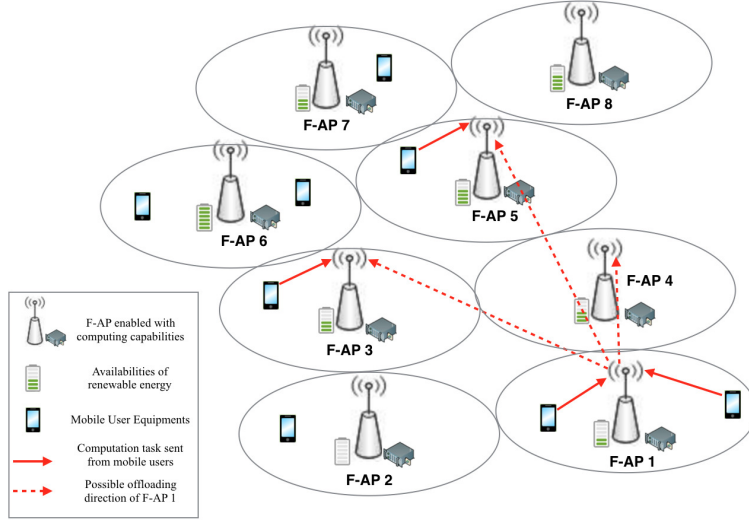 F-AP 7
F-AP 8
F-AP 5
F-AP 6
F-AP 4
F-AP 3
F-AP 2
F-AP 1
F-AP enabled with
computing capabilities
Availabilities of
renewable energy
Mobile User Equipments
Computation task sent
from mobile users
Possible offloading
direction of F-AP 1